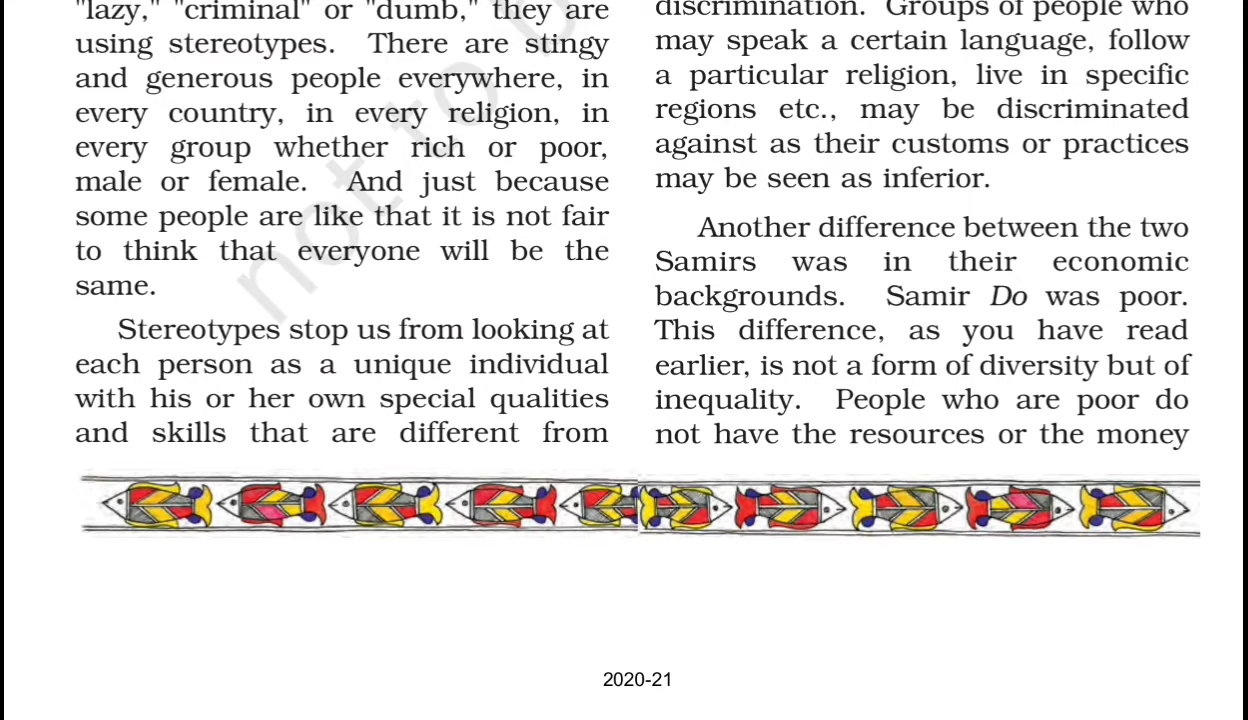 "lazy," "criminal" or "dumb," they are
using stereotypes. There are stingy
and generous people everywhere, in
every country, in every religion, in
every group whether rich or poor,
male or female. And just because
some people are like that it is not fair
to think that everyone will be the
same.
Stereotypes stop us from looking at
each person as a unique individual
with his or her own special qualities
and skills that are different from
discrimination. Groups of people who
may speak a certain language, follow
a particular religion, live in specific
regions etc., may be discriminated
against as their customs or practices
may be seen as inferior.
Another difference between the two
Samirs was in their economic
backgrounds. Samir Do was poor.
This difference, as you have read
earlier, is not a form of diversity but of
inequality. People who are poor do
not have the resources or the money
not to
2020-21